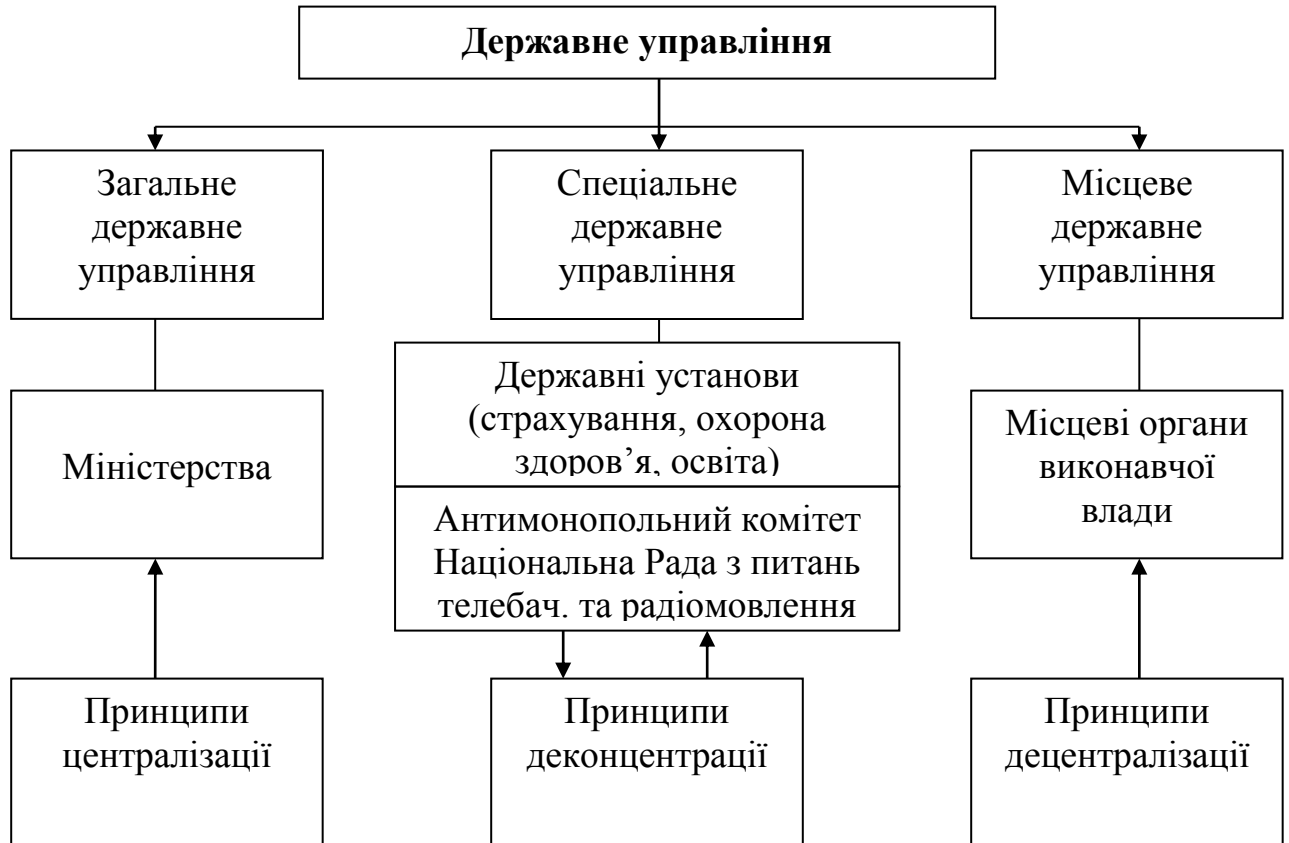 Державне управління
Загальне
державне
управління
Спеціальне
державне
управління
Місцеве
державне
управління
Міністерства
Державні установи
(страхування, охорона
здоров’я, освіта)
Антимонопольний комітет
Національна Рада з питань
телебач. та радіомовлення
Місцеві органи
виконавчої
влади
Принципи
централізації
Принципи
деконцентрації
Принципи
децентралізації